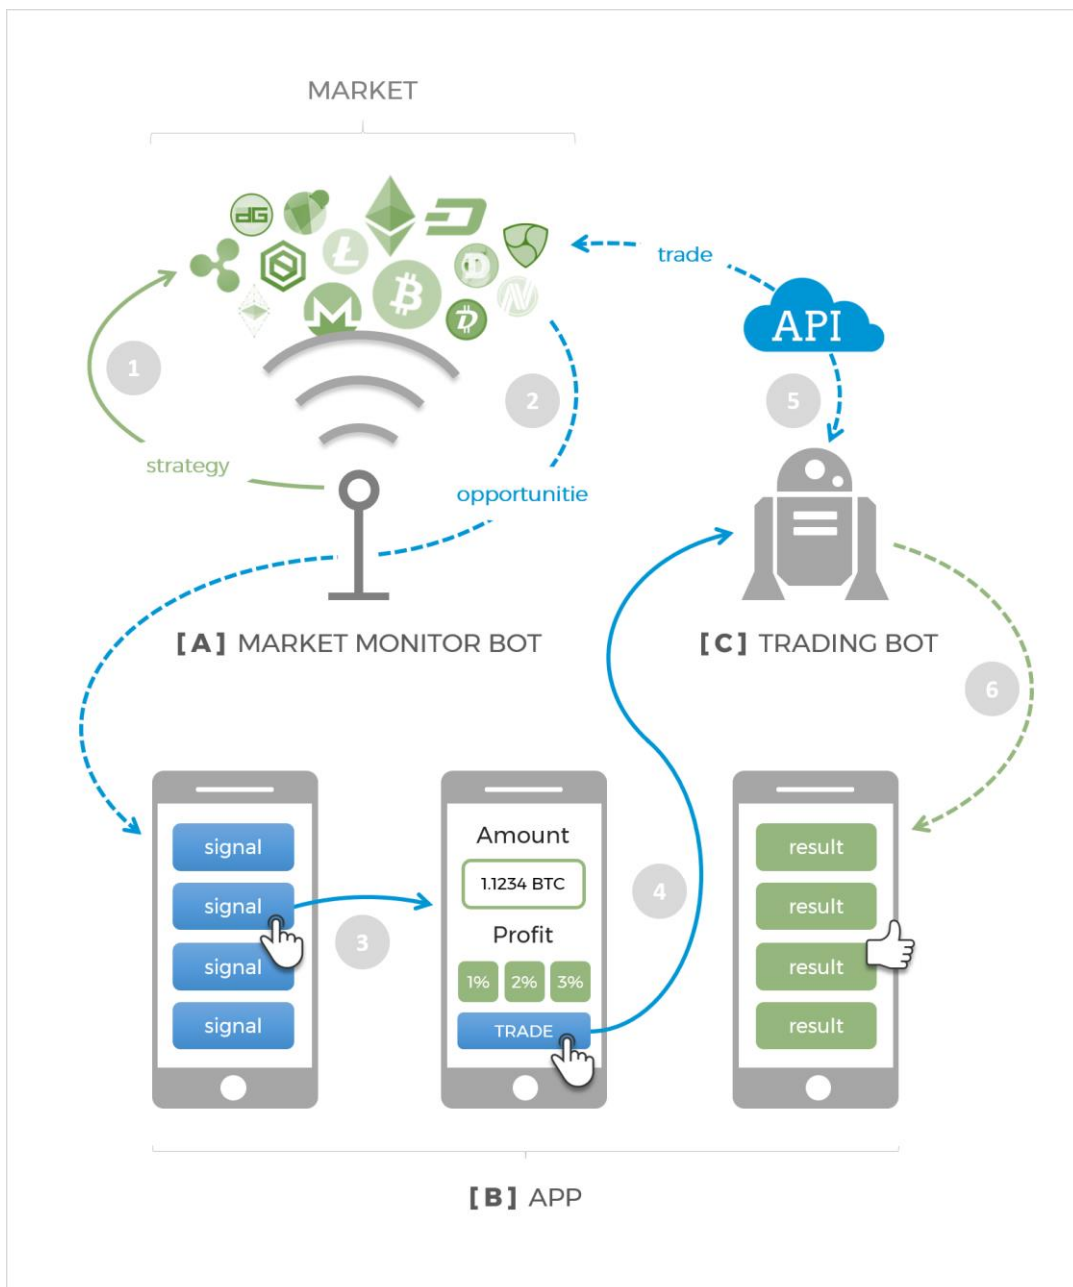 MARKET
dG
trade
API
1
2
5
strategy
opportunitie
[A] MARKET MONITOR BOT
[C] TRADING BOT
6
signal
signal
signal
signal
3
Amount
1.1234 BTC
Profit
1% 2% 3%
TRADE
4
result
result
result
result
[B] APP